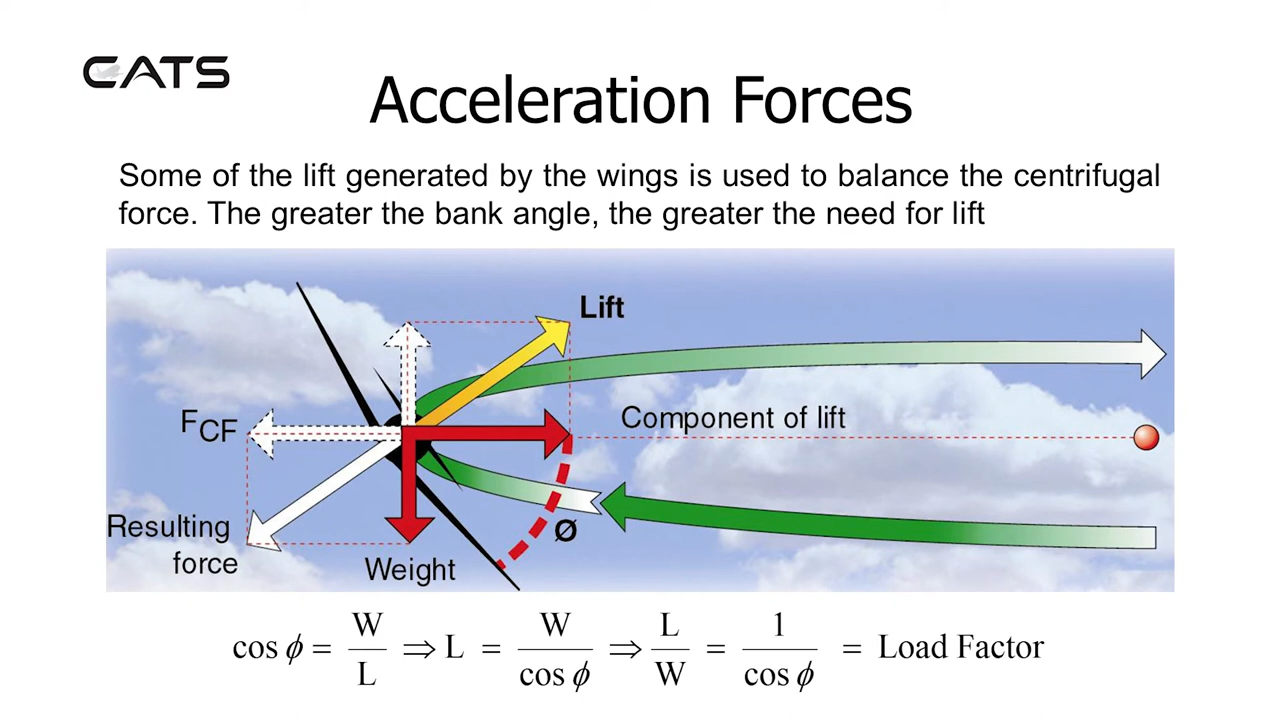 CATS
Acceleration Forces
Some of the lift generated by the wings is used to balance the centrifugal
force. The greater the bank angle, the greater the need for lift
Lift
F_CF
Component of lift
Resulting
force
Ø
Weight
cos ϕ = W/L ⇒ L = W/cos ϕ ⇒ L/W = 1/cos ϕ = Load Factor